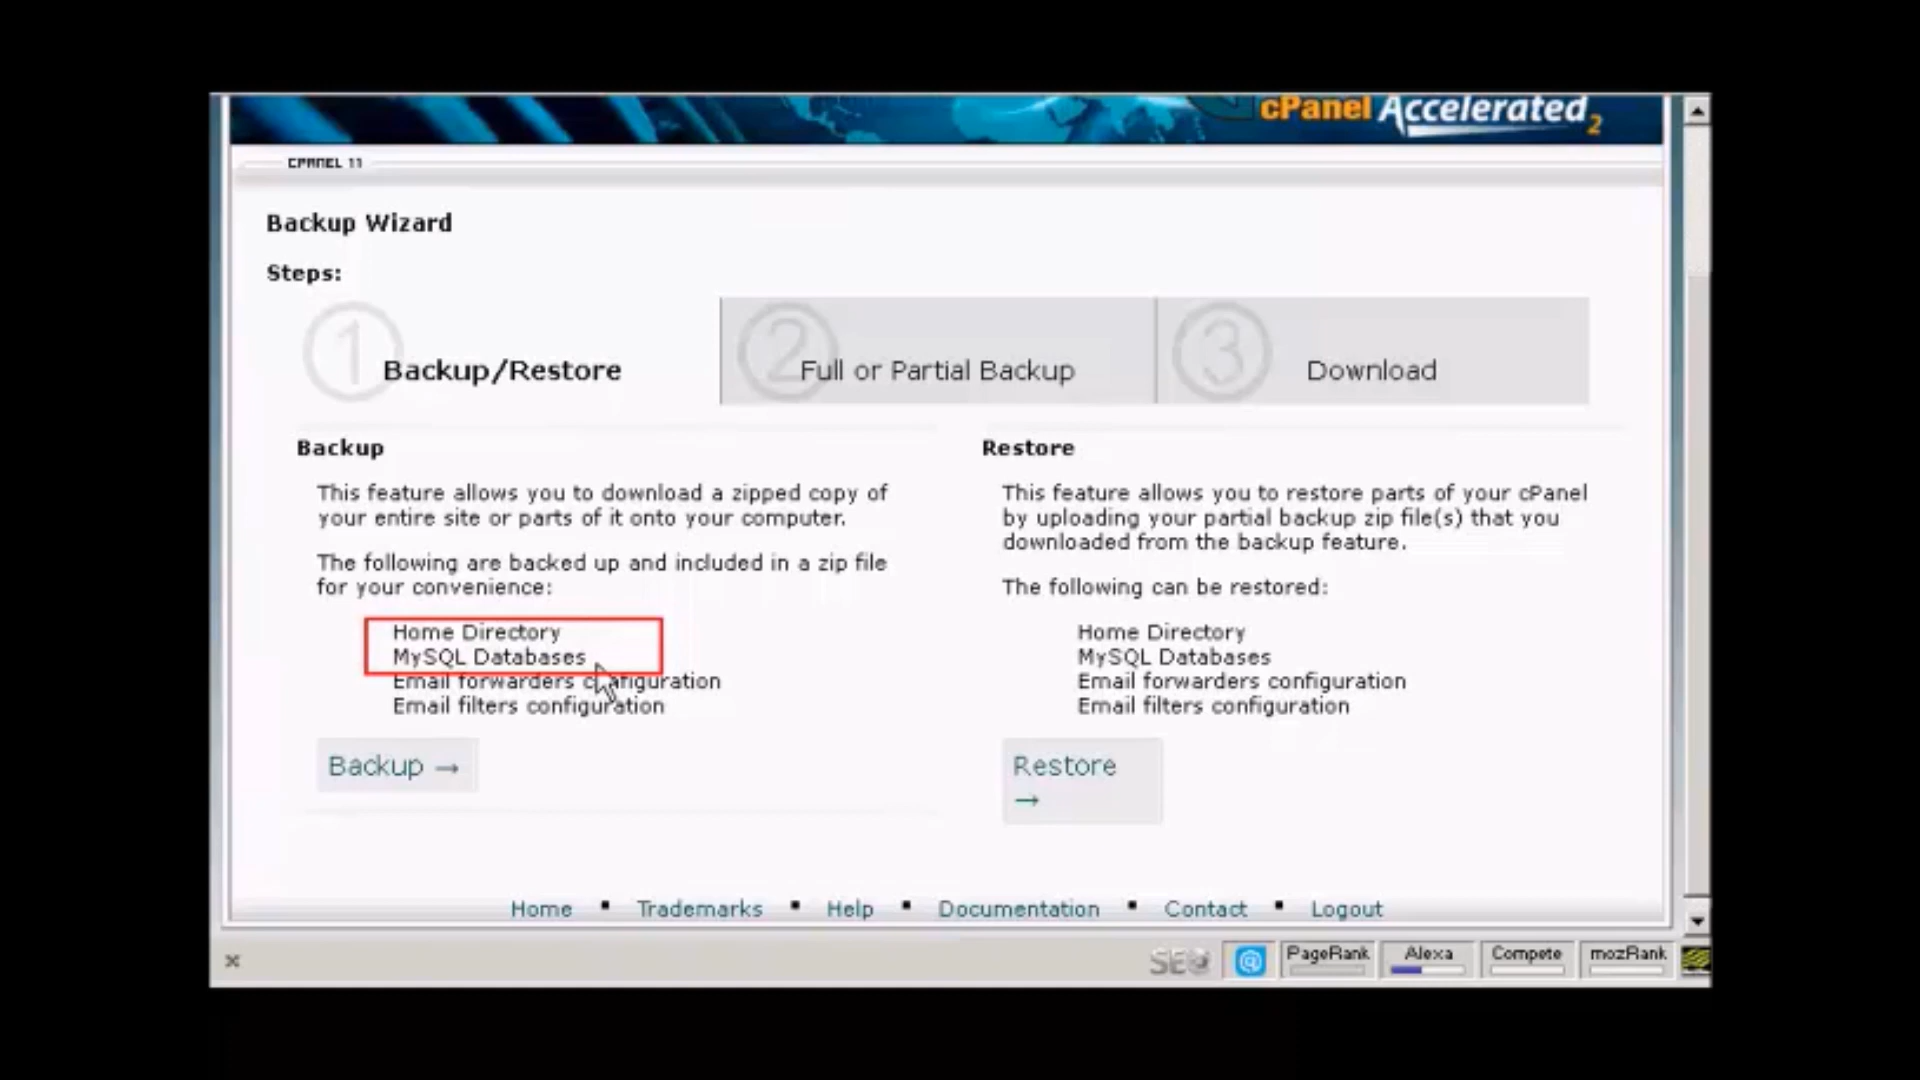 cPanel Accelerated2
CPANEL 11
Backup Wizard
Steps:
1 Backup/Restore
2 Full or Partial Backup
3 Download
Backup
This feature allows you to download a zipped copy of
your entire site or parts of it onto your computer.
The following are backed up and included in a zip file
for your convenience:
Home Directory
MySQL Databases
Email forwarders configuration
Email filters configuration
Backup →
Restore
This feature allows you to restore parts of your cPanel
by uploading your partial backup zip file(s) that you
downloaded from the backup feature.
The following can be restored:
Home Directory
MySQL Databases
Email forwarders configuration
Email filters configuration
Restore
→
Home ▪ Trademarks ▪ Help ▪ Documentation ▪ Contact ▪ Logout
SEO @ PageRank Alexa Compete mozRank